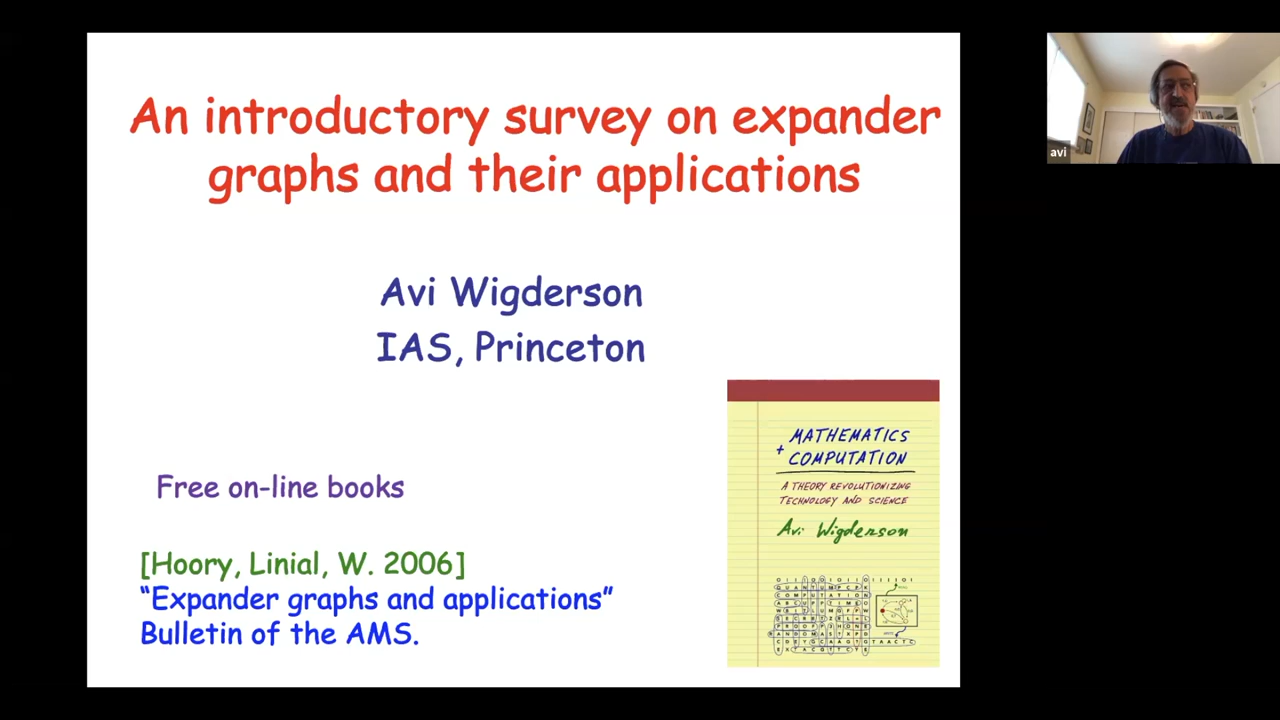 An introductory survey on expander
graphs and their applications
Avi Wigderson
IAS, Princeton
Free on-line books
[Hoory, Linial, W. 2006]
“Expander graphs and applications”
Bulletin of the AMS.
MATHEMATICS
+ COMPUTATION
A THEORY REVOLUTIONIZING
TECHNOLOGY AND SCIENCE
Avi Wigderson
avi